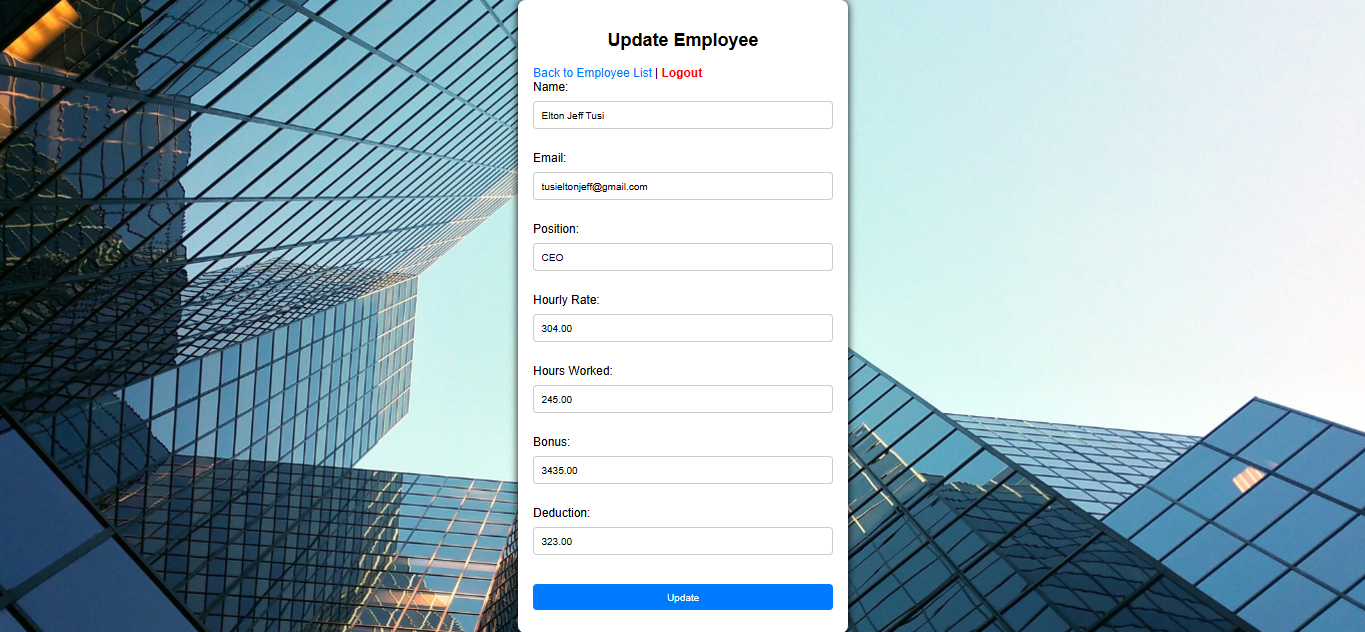 Update Employee
Back to Employee List | Logout
Name:
Elton Jeff Tusi
Email:
tusieltonjeff@gmail.com
Position:
CEO
Hourly Rate:
304.00
Hours Worked:
245.00
Bonus:
3435.00
Deduction:
323.00
Update